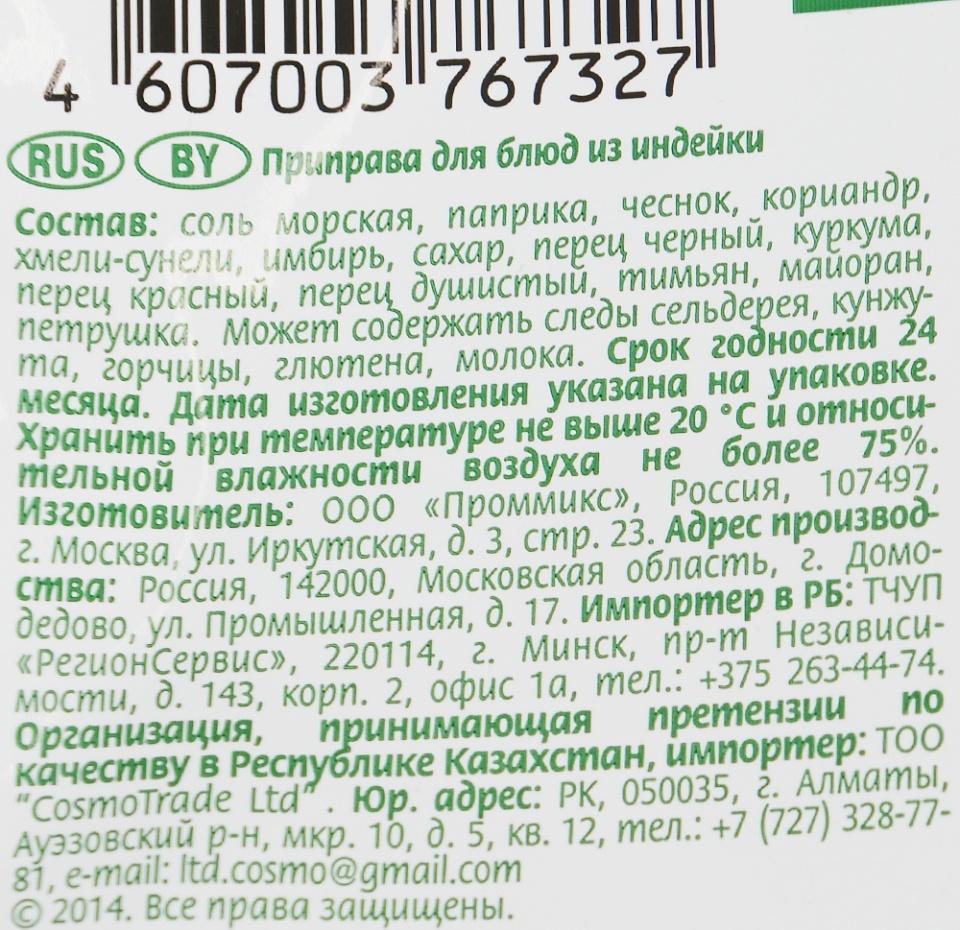 4 607003 767327
RUS BY Приправа для блюд из индейки
Состав: соль морская, паприка, чеснок, кориандр,
хмели-сунели, имбирь, сахар, перец черный, куркума,
перец красный, перец душистый, тимьян, майоран,
петрушка. Может содержать следы сельдерея, кунжу-
та, горчицы, глютена, молока. Срок годности 24
месяца. Дата изготовления указана на упаковке.
Хранить при температуре не выше 20 °С и относи-
тельной влажности воздуха не более 75%.
Изготовитель: ООО «Проммикс», Россия, 107497,
г. Москва, ул. Иркутская, д. 3, стр. 23. Адрес производ-
ства: Россия, 142000, Московская область, г. Домо-
дедово, ул. Промышленная, д. 17. Импортер в РБ: ТЧУП
«РегионСервис», 220114, г. Минск, пр-т Независи-
мости, д. 143, корп. 2, офис 1а, тел.: +375 263-44-74.
Организация, принимающая претензии по
качеству в Республике Казахстан, импортер: ТОО
"CosmoTrade Ltd" . Юр. адрес: РК, 050035, г. Алматы,
Ауэзовский р-н, мкр. 10, д. 5, кв. 12, тел.: +7 (727) 328-77-
81, e-mail: ltd.cosmo@gmail.com
© 2014. Все права защищены.